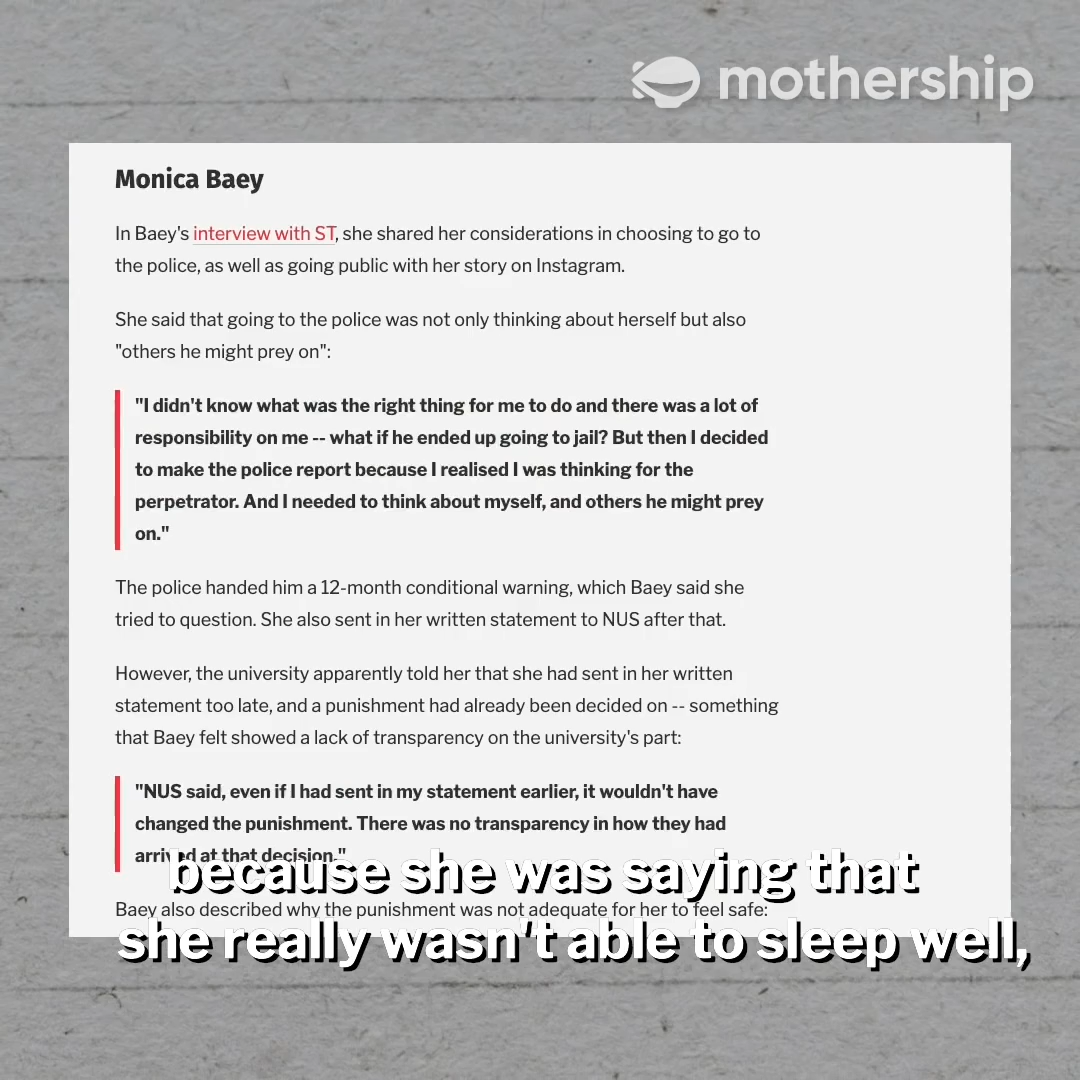 mothership
Monica Baey
In Baey's interview with ST, she shared her considerations in choosing to go to
the police, as well as going public with her story on Instagram.
She said that going to the police was not only thinking about herself but also
"others he might prey on":
"I didn't know what was the right thing for me to do and there was a lot of
responsibility on me -- what if he ended up going to jail? But then I decided
to make the police report because I realised I was thinking for the
perpetrator. And I needed to think about myself, and others he might prey
on."
The police handed him a 12-month conditional warning, which Baey said she
tried to question. She also sent in her written statement to NUS after that.
However, the university apparently told her that she had sent in her written
statement too late, and a punishment had already been decided on -- something
that Baey felt showed a lack of transparency on the university's part:
"NUS said, even if I had sent in my statement earlier, it wouldn't have
changed the punishment. There was no transparency in how they had
arrived at that decision."
because she was saying that
Baey also described why the punishment was not adequate for her to feel safe:
she really wasn't able to sleep well,